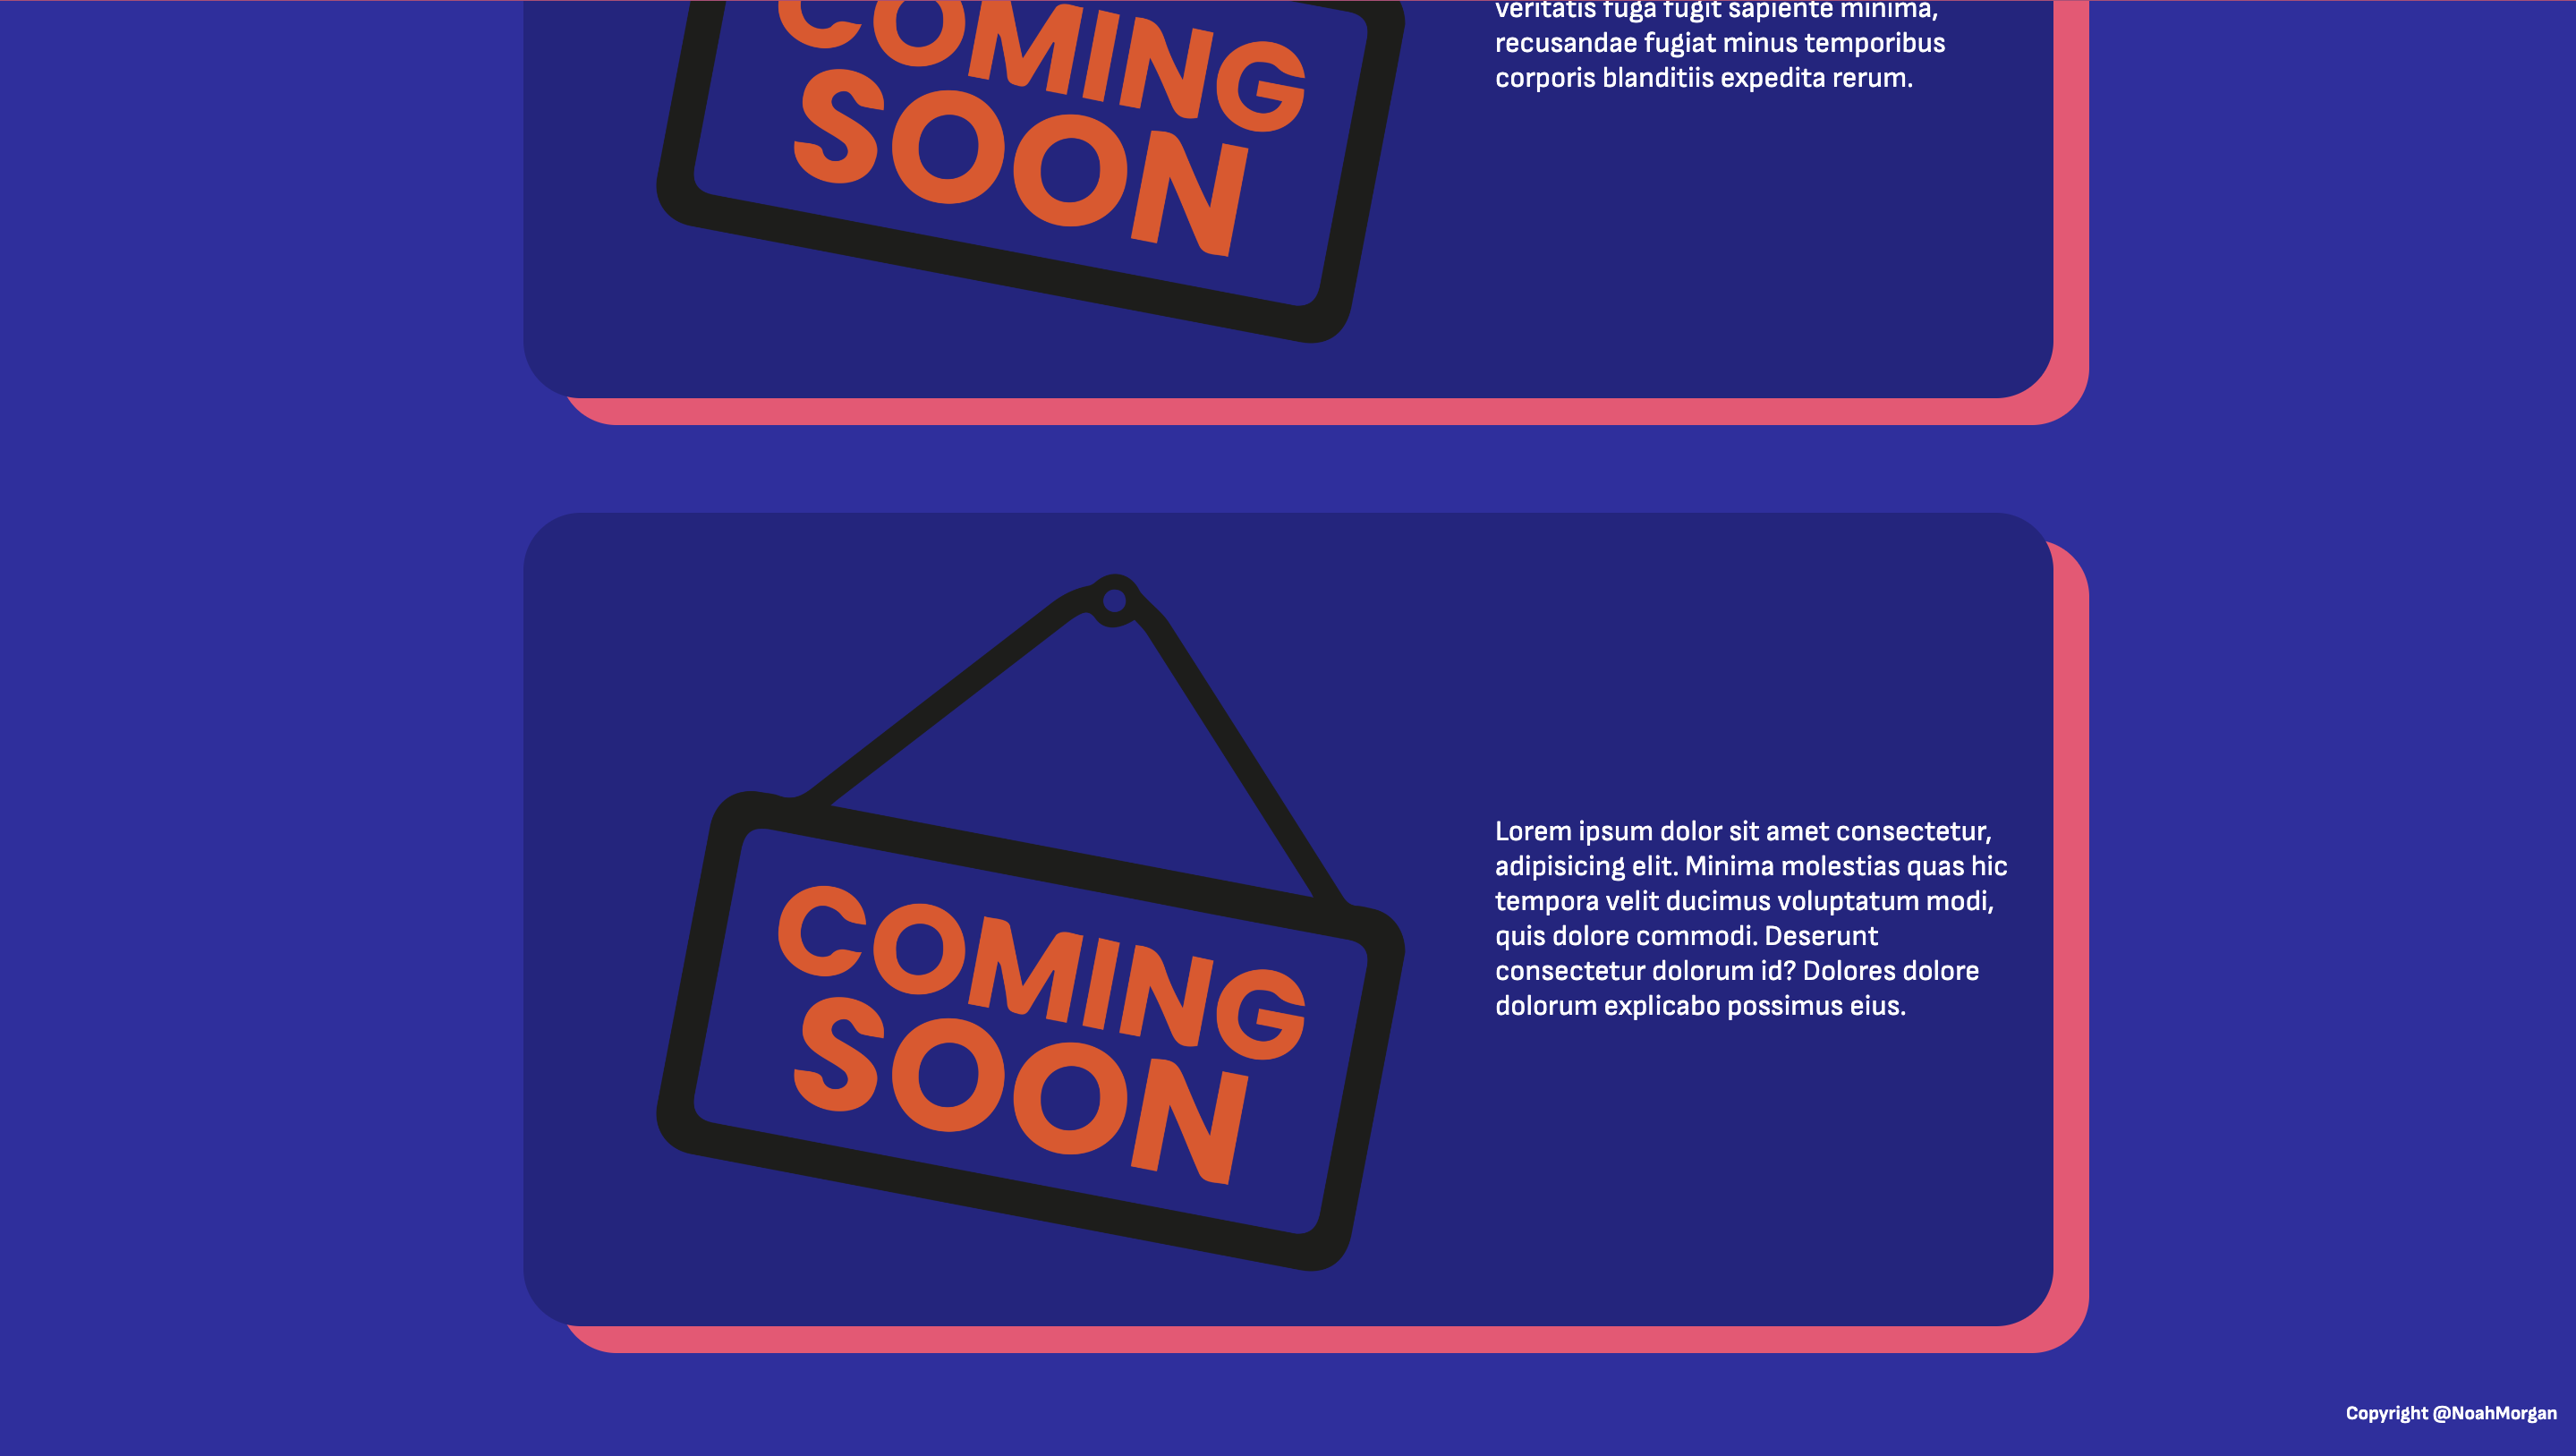 COMING
SOON
veritatis fuga fugit sapiente minima,
recusandae fugiat minus temporibus
corporis blanditiis expedita rerum.
COMING
SOON
Lorem ipsum dolor sit amet consectetur,
adipisicing elit. Minima molestias quas hic
tempora velit ducimus voluptatum modi,
quis dolore commodi. Deserunt
consectetur dolorum id? Dolores dolore
dolorum explicabo possimus eius.
Copyright @NoahMorgan